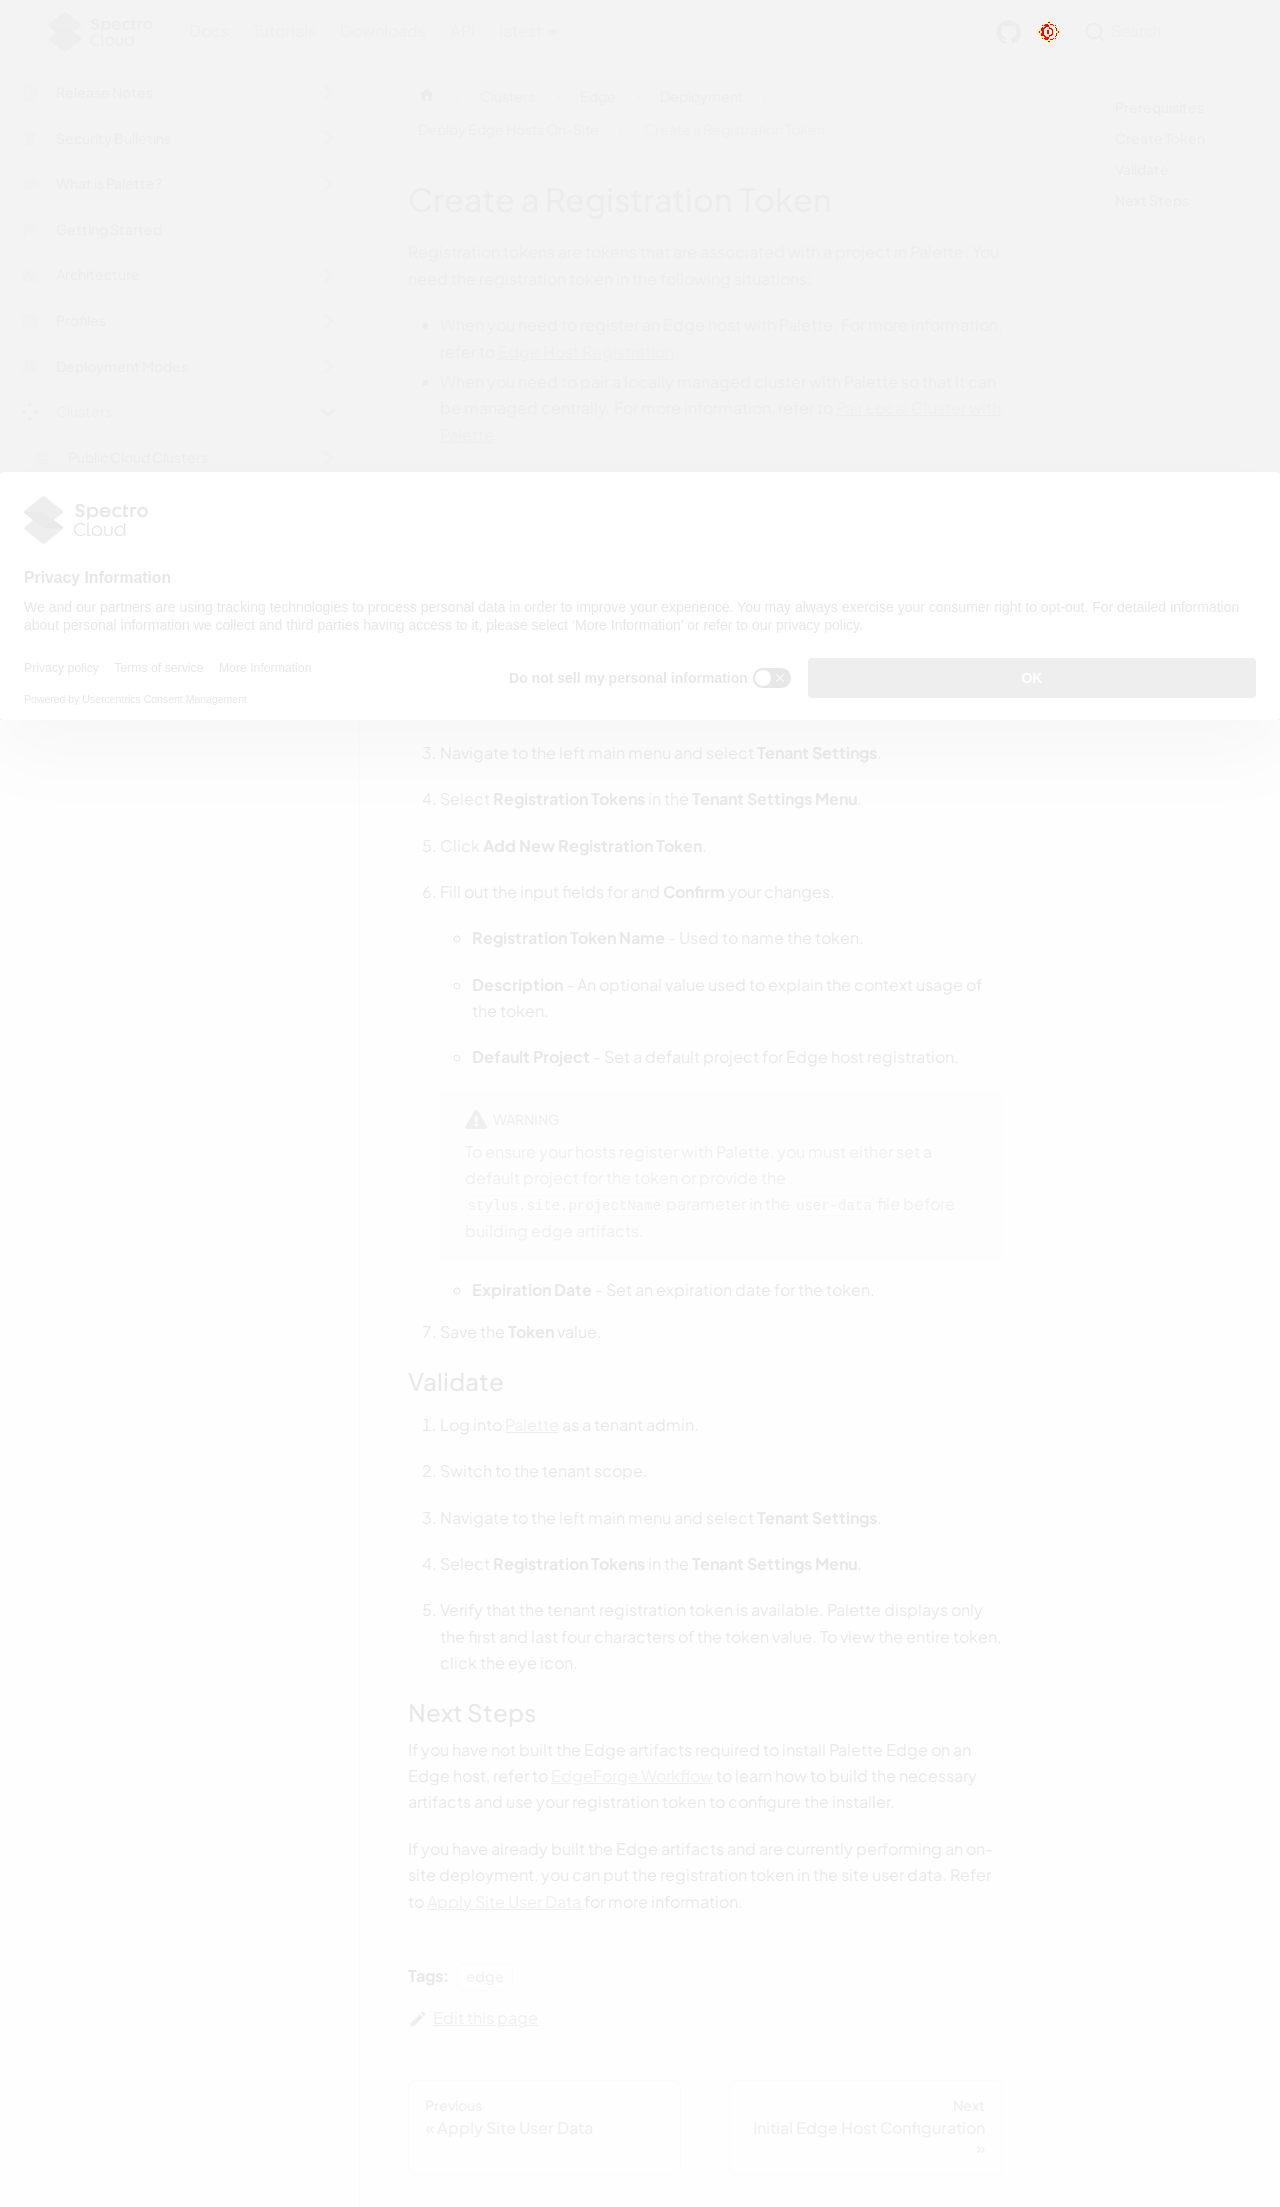 Spectro
Cloud
Docs Tutorials Downloads API latest
Search
Release Notes
Security Bulletins
What is Palette?
Getting Started
Architecture
Profiles
Deployment Modes
Clusters
Public Cloud Clusters
Clusters Edge Deployment
Deploy Edge Hosts On-Site Create a Registration Token
Prerequisites
Create Token
Validate
Next Steps
Create a Registration Token
Registration tokens are tokens that are associated with a project in Palette. You
need the registration token in the following situations:
When you need to register an Edge host with Palette. For more information,
refer to Edge Host Registration.
When you need to pair a locally managed cluster with Palette so that it can
be managed centrally. For more information, refer to Pair Local Cluster with
Palette.
Spectro
Cloud
Privacy Information
We and our partners are using tracking technologies to process personal data in order to improve your experience. You may always exercise your consumer right to opt-out. For detailed information
about personal information we collect and third parties having access to it, please select 'More Information' or refer to our privacy policy.
Privacy policy Terms of service More Information
Powered by Usercentrics Consent Management
Do not sell my personal information
OK
3. Navigate to the left main menu and select Tenant Settings.
4. Select Registration Tokens in the Tenant Settings Menu.
5. Click Add New Registration Token.
6. Fill out the input fields for and Confirm your changes.
Registration Token Name - Used to name the token.
Description - An optional value used to explain the context usage of
the token.
Default Project - Set a default project for Edge host registration.
WARNING
To ensure your hosts register with Palette, you must either set a
default project for the token or provide the
stylus.site.projectName parameter in the user-data file before
building edge artifacts.
Expiration Date - Set an expiration date for the token.
7. Save the Token value.
Validate
1. Log into Palette as a tenant admin.
2. Switch to the tenant scope.
3. Navigate to the left main menu and select Tenant Settings.
4. Select Registration Tokens in the Tenant Settings Menu.
5. Verify that the tenant registration token is available. Palette displays only
the first and last four characters of the token value. To view the entire token,
click the eye icon.
Next Steps
If you have not built the Edge artifacts required to install Palette Edge on an
Edge host, refer to EdgeForge Workflow to learn how to build the necessary
artifacts and use your registration token to configure the installer.
If you have already built the Edge artifacts and are currently performing an on-
site deployment, you can put the registration token in the site user data. Refer
to Apply Site User Data for more information.
Tags: edge
Edit this page
Previous
« Apply Site User Data
Next
Initial Edge Host Configuration
»